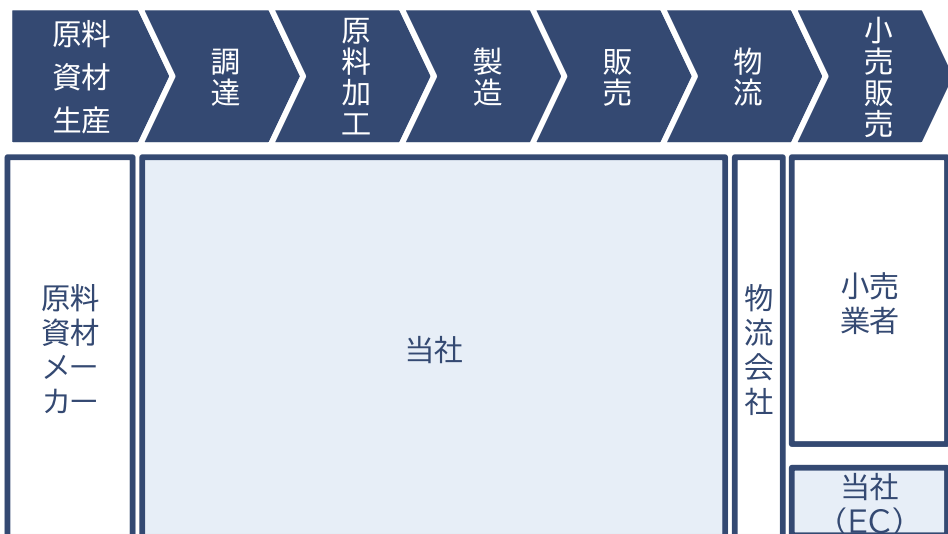 原料
資材
生産
調
達
原
料
加
工
製
造
販
売
物
流
小
売
販
売
原料
資材
メー
カー
当社
物
流
会
社
小売
業者
当社
（EC）